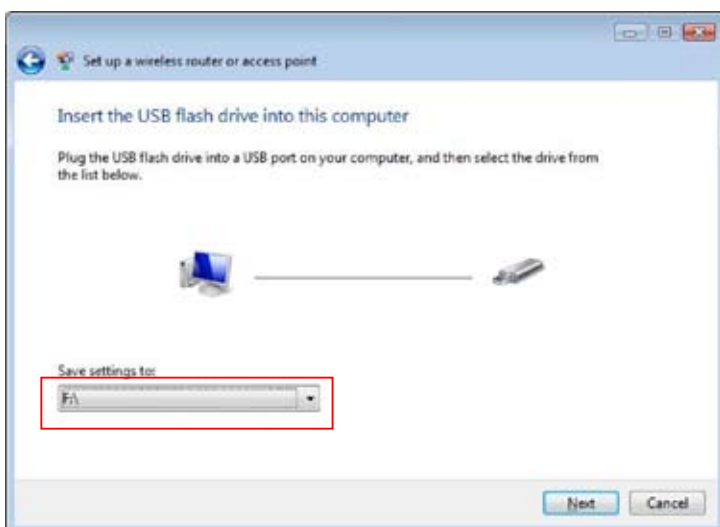 Set up a wireless router or access point
Insert the USB flash drive into this computer
Plug the USB flash drive into a USB port on your computer, and then select the drive from
the list below.
Save settings to:
F:\
Next
Cancel